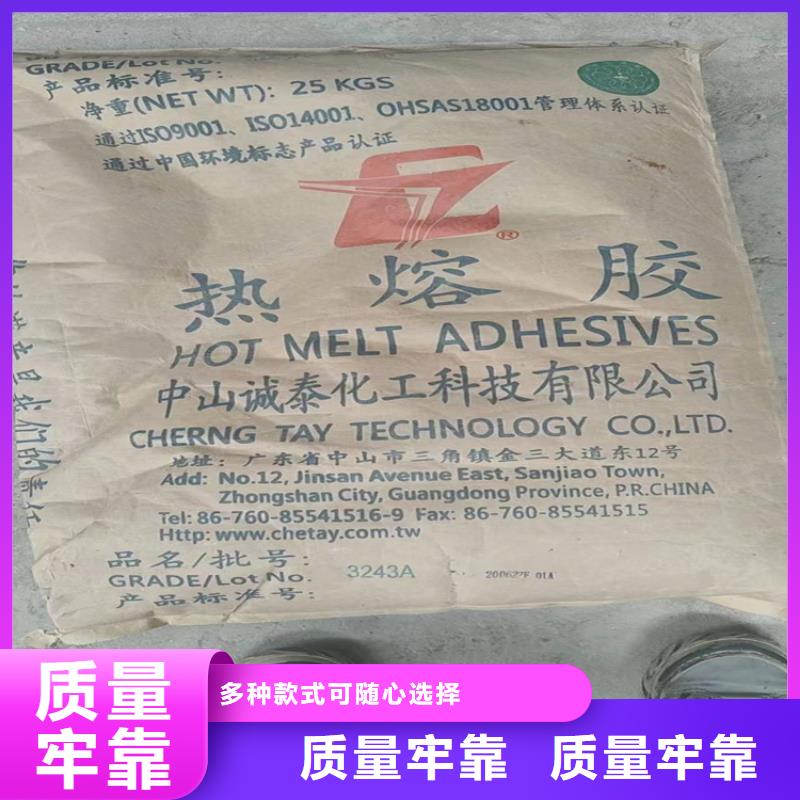 GRADE/Lot No.
产品标准号:
净重(NET WT): 25 KGS
通过ISO9001、ISO14001、OHSAS18001管理体系认证
通过中国环境标志产品认证
®
热熔胶
HOT MELT ADHESIVES
中山诚泰化工科技有限公司
CHERNG TAY TECHNOLOGY CO.,LTD.
地址: 广东省中山市三角镇金三大道东12号
Add: No.12, Jinsan Avenue East, Sanjiao Town,
Zhongshan City, Guangdong Province, P.R.CHINA
Tel: 86-760-85541516-9 Fax: 86-760-85541515
Http:www.chetay.com.tw
品名/批号:
GRADE/Lot No. 3243A 200627F 01A
产品标准号:
是我们的责任
质量
牢靠
多种款式可随心选择
质量牢靠 质量牢靠